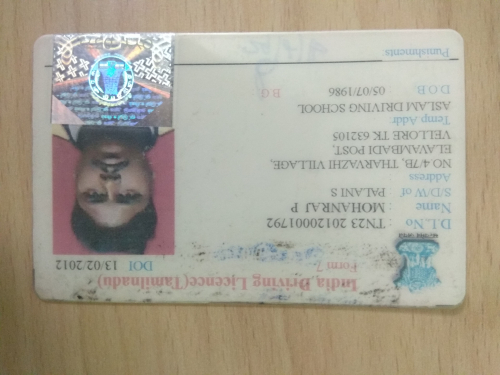 India Driving Licence(Tamilnadu)
Form 7
DOI 13/02/2012
D.L.No : TN23 20120001792
Name : MOHANRAJ P
S/D/W of : PALANI S
Address
NO 4/7B, THARVAZHI VILLAGE,
ELAVAMBADI POST,
VELLORE TK 632105
Temp Addr
ASLAM DRIVING SCHOOL
D.O.B 05/07/1986 B.G
Punishments